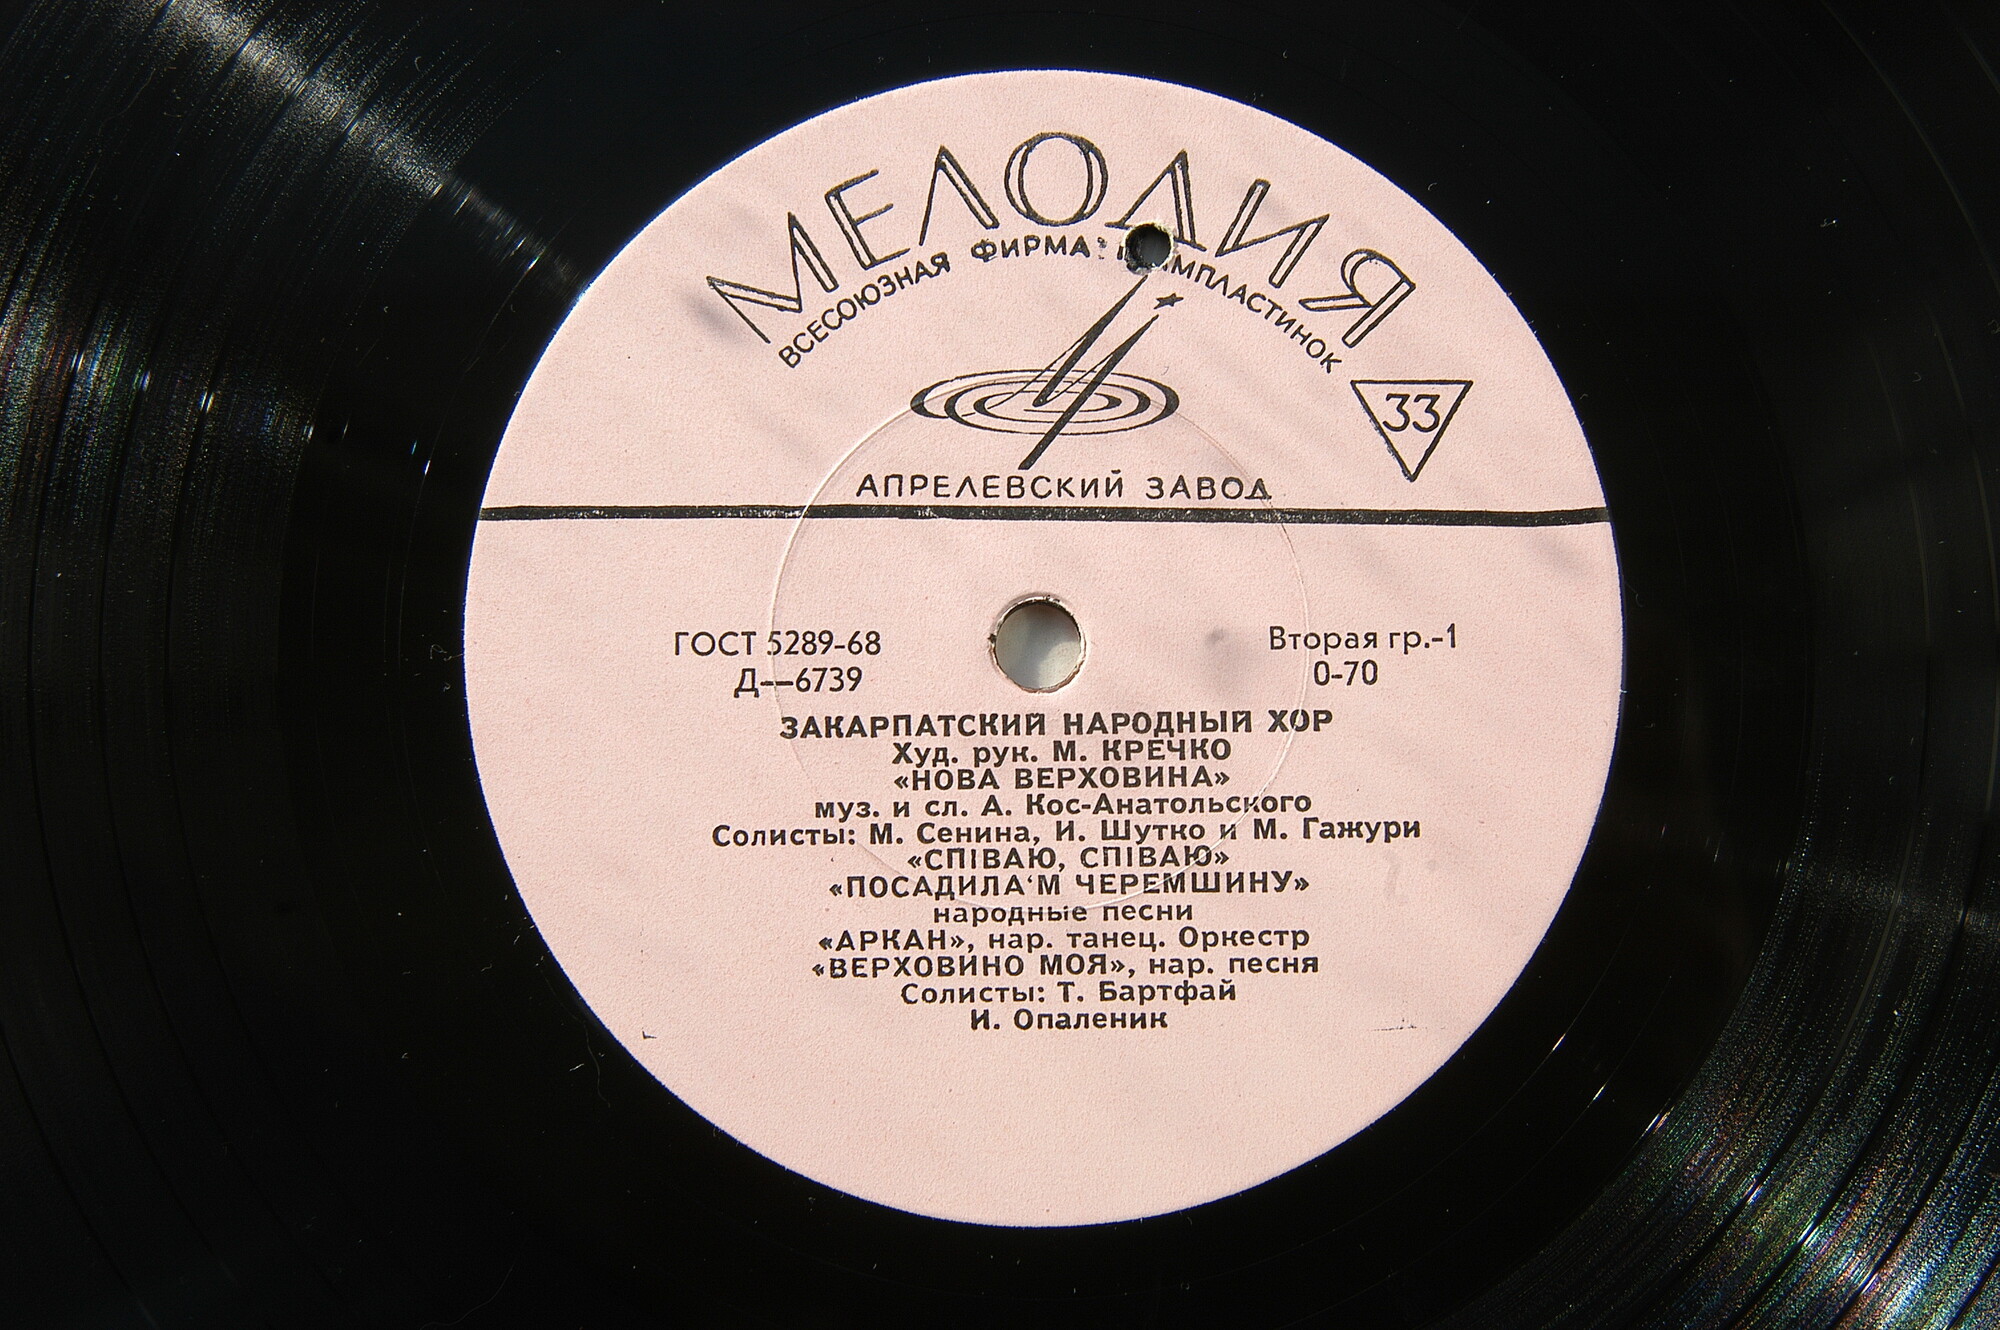 МЕЛОДИЯ
ВСЕСОЮЗНАЯ ФИРМА
33
АПРЕЛЕВСКИЙ ЗАВОД
ГОСТ 5289-68
Д—6739
Вторая гр.-1
0-70
ЗАКАРПАТСКИЙ НАРОДНЫЙ ХОР
Худ. рук. М. КРЕЧКО
«НОВА ВЕРХОВИНА»
муз. и сл. А. Кос-Анатольского
Солисты: М. Сенина, И. Шутко и М. Гажури
«СПІВАЮ, СПІВАЮ»
«ПОСАДИЛА‘М ЧЕРЕМШИНУ»
народные песни
«АРКАН», нар. танец. Оркестр
«ВЕРХОВИНО МОЯ», нар. песня
Солисты: Т. Бартфай
И. Опаленик